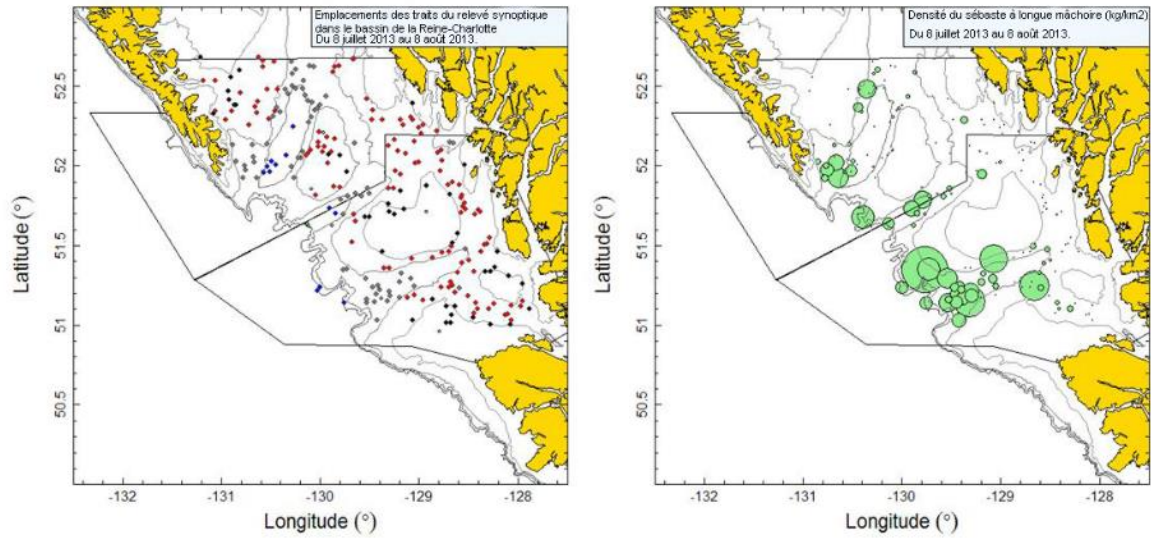 Emplacements des traits du relevé synoptique
dans le bassin de la Reine-Charlotte
Du 8 juillet 2013 au 8 août 2013.
52.5
52
51.5
51
50.5
Latitude (°)
-132
-131
-130
-129
-128
Longitude (°)
Densité du sébaste à longue mâchoire (kg/km2)
Du 8 juillet 2013 au 8 août 2013.
52.5
52
51.5
51
50.5
Latitude (°)
-132
-131
-130
-129
-128
Longitude (°)